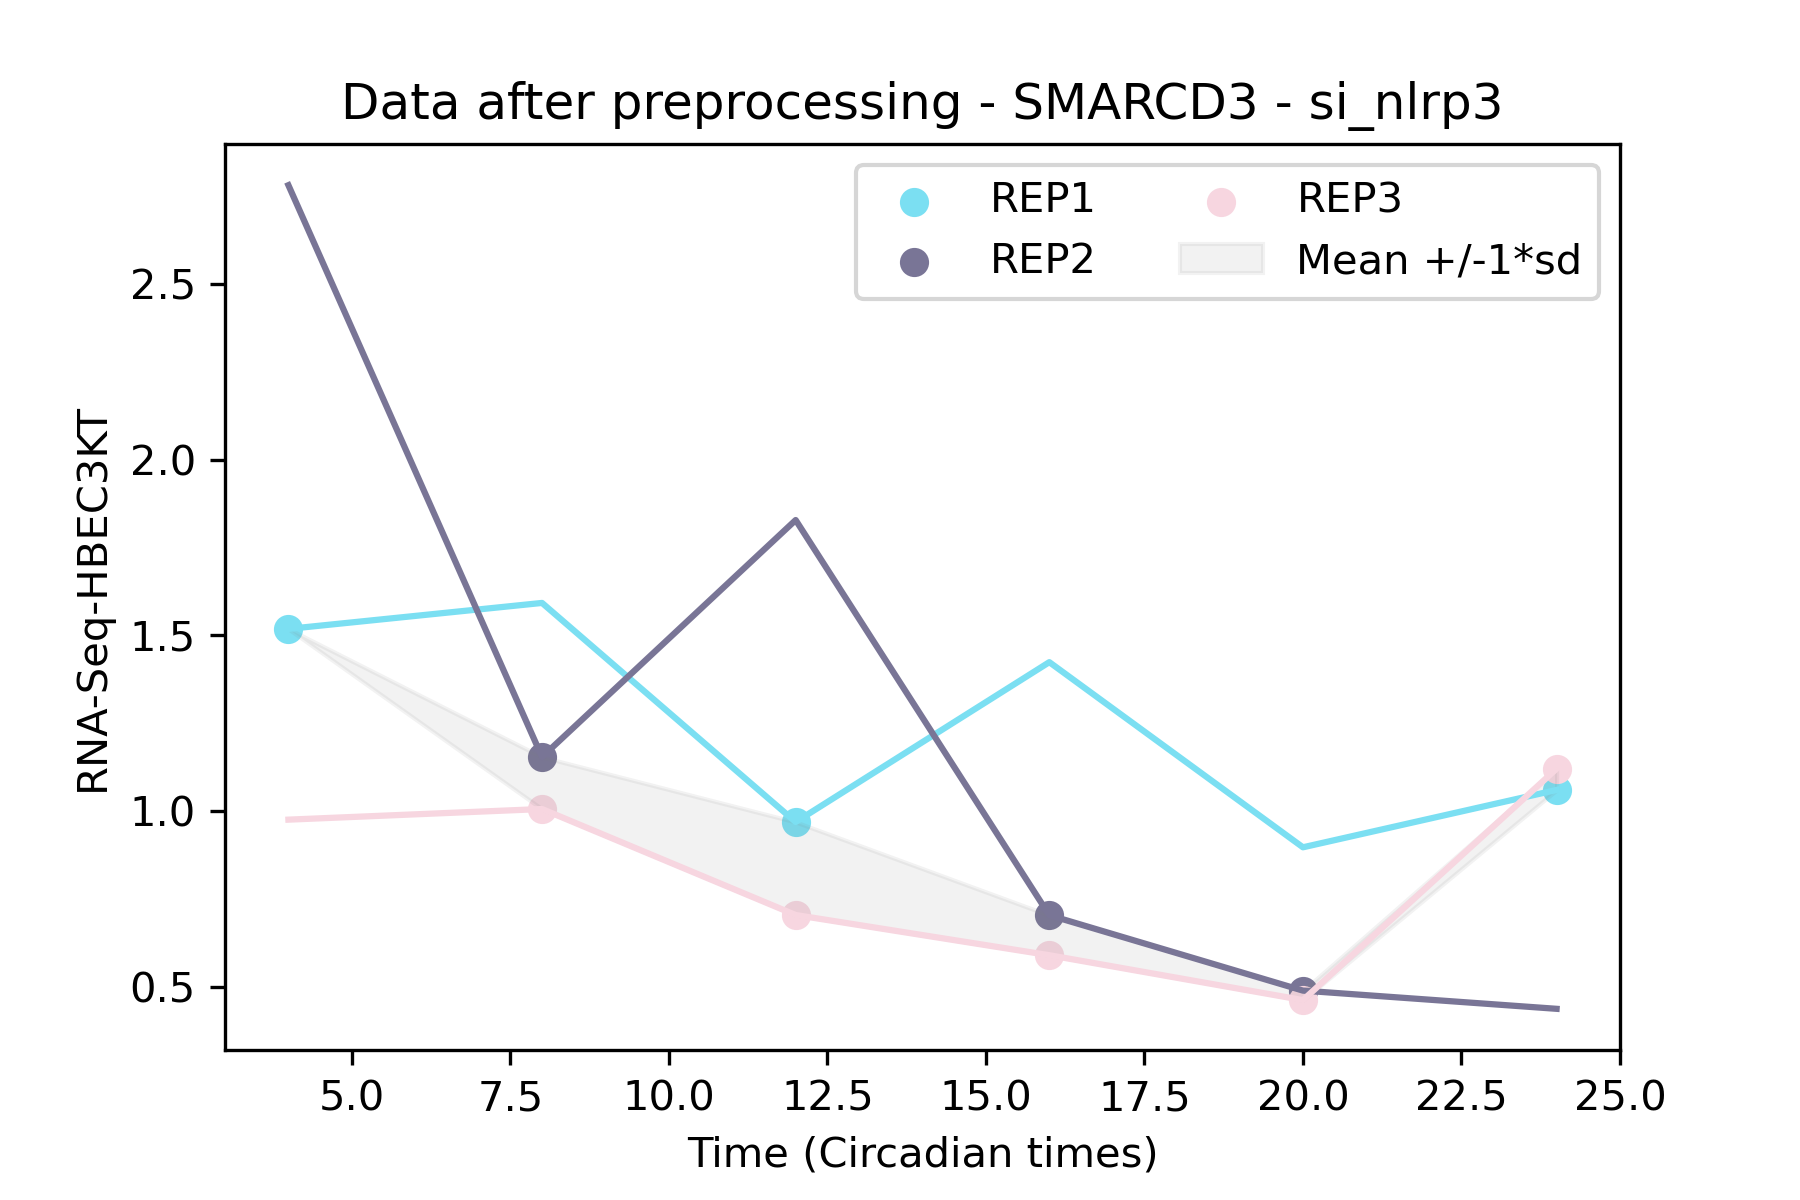 Data after preprocessing - SMARCD3 - si_nlrp3
REP1
REP2
REP3
Mean +/-1*sd
RNA-Seq-HBEC3KT
2.5
2.0
1.5
1.0
0.5
5.0 7.5 10.0 12.5 15.0 17.5 20.0 22.5 25.0
Time (Circadian times)